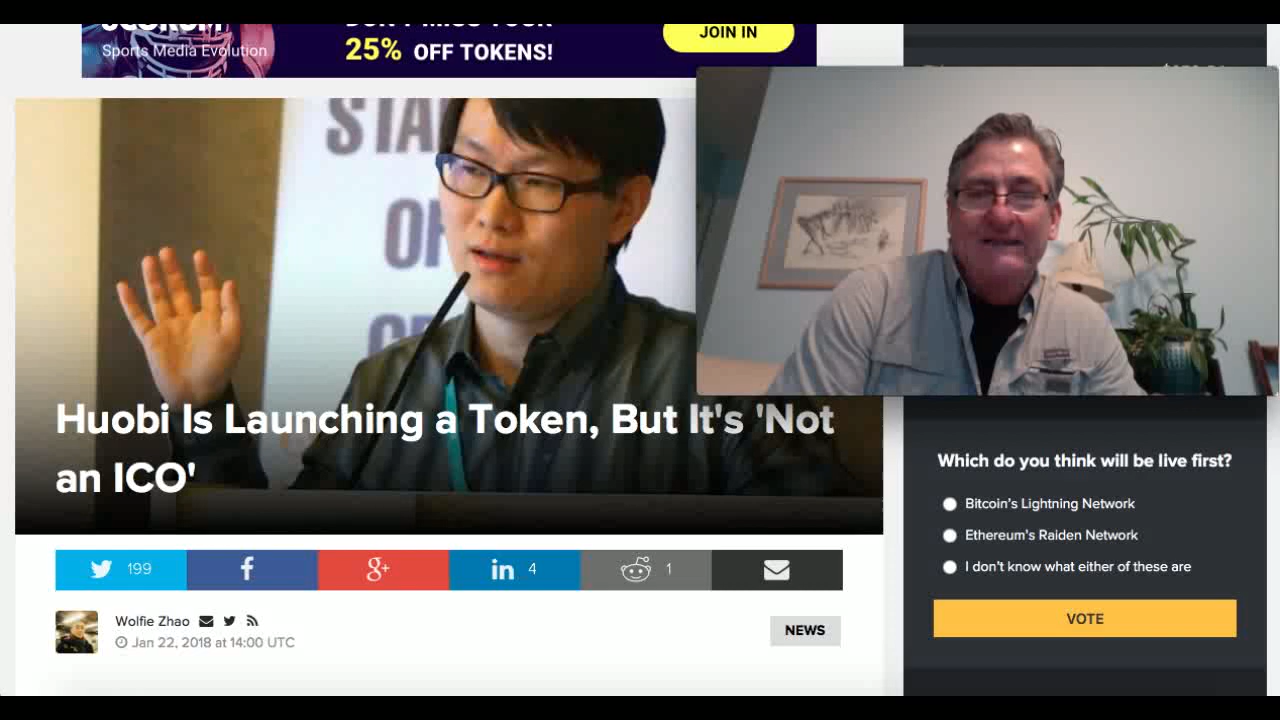 Sports Media Evolution
25% OFF TOKENS!
JOIN IN
OF
Huobi Is Launching a Token, But It's 'Not
an ICO'
199
4
1
Wolfie Zhao
Jan 22, 2018 at 14:00 UTC
NEWS
Which do you think will be live first?
Bitcoin's Lightning Network
Ethereum's Raiden Network
I don't know what either of these are
VOTE